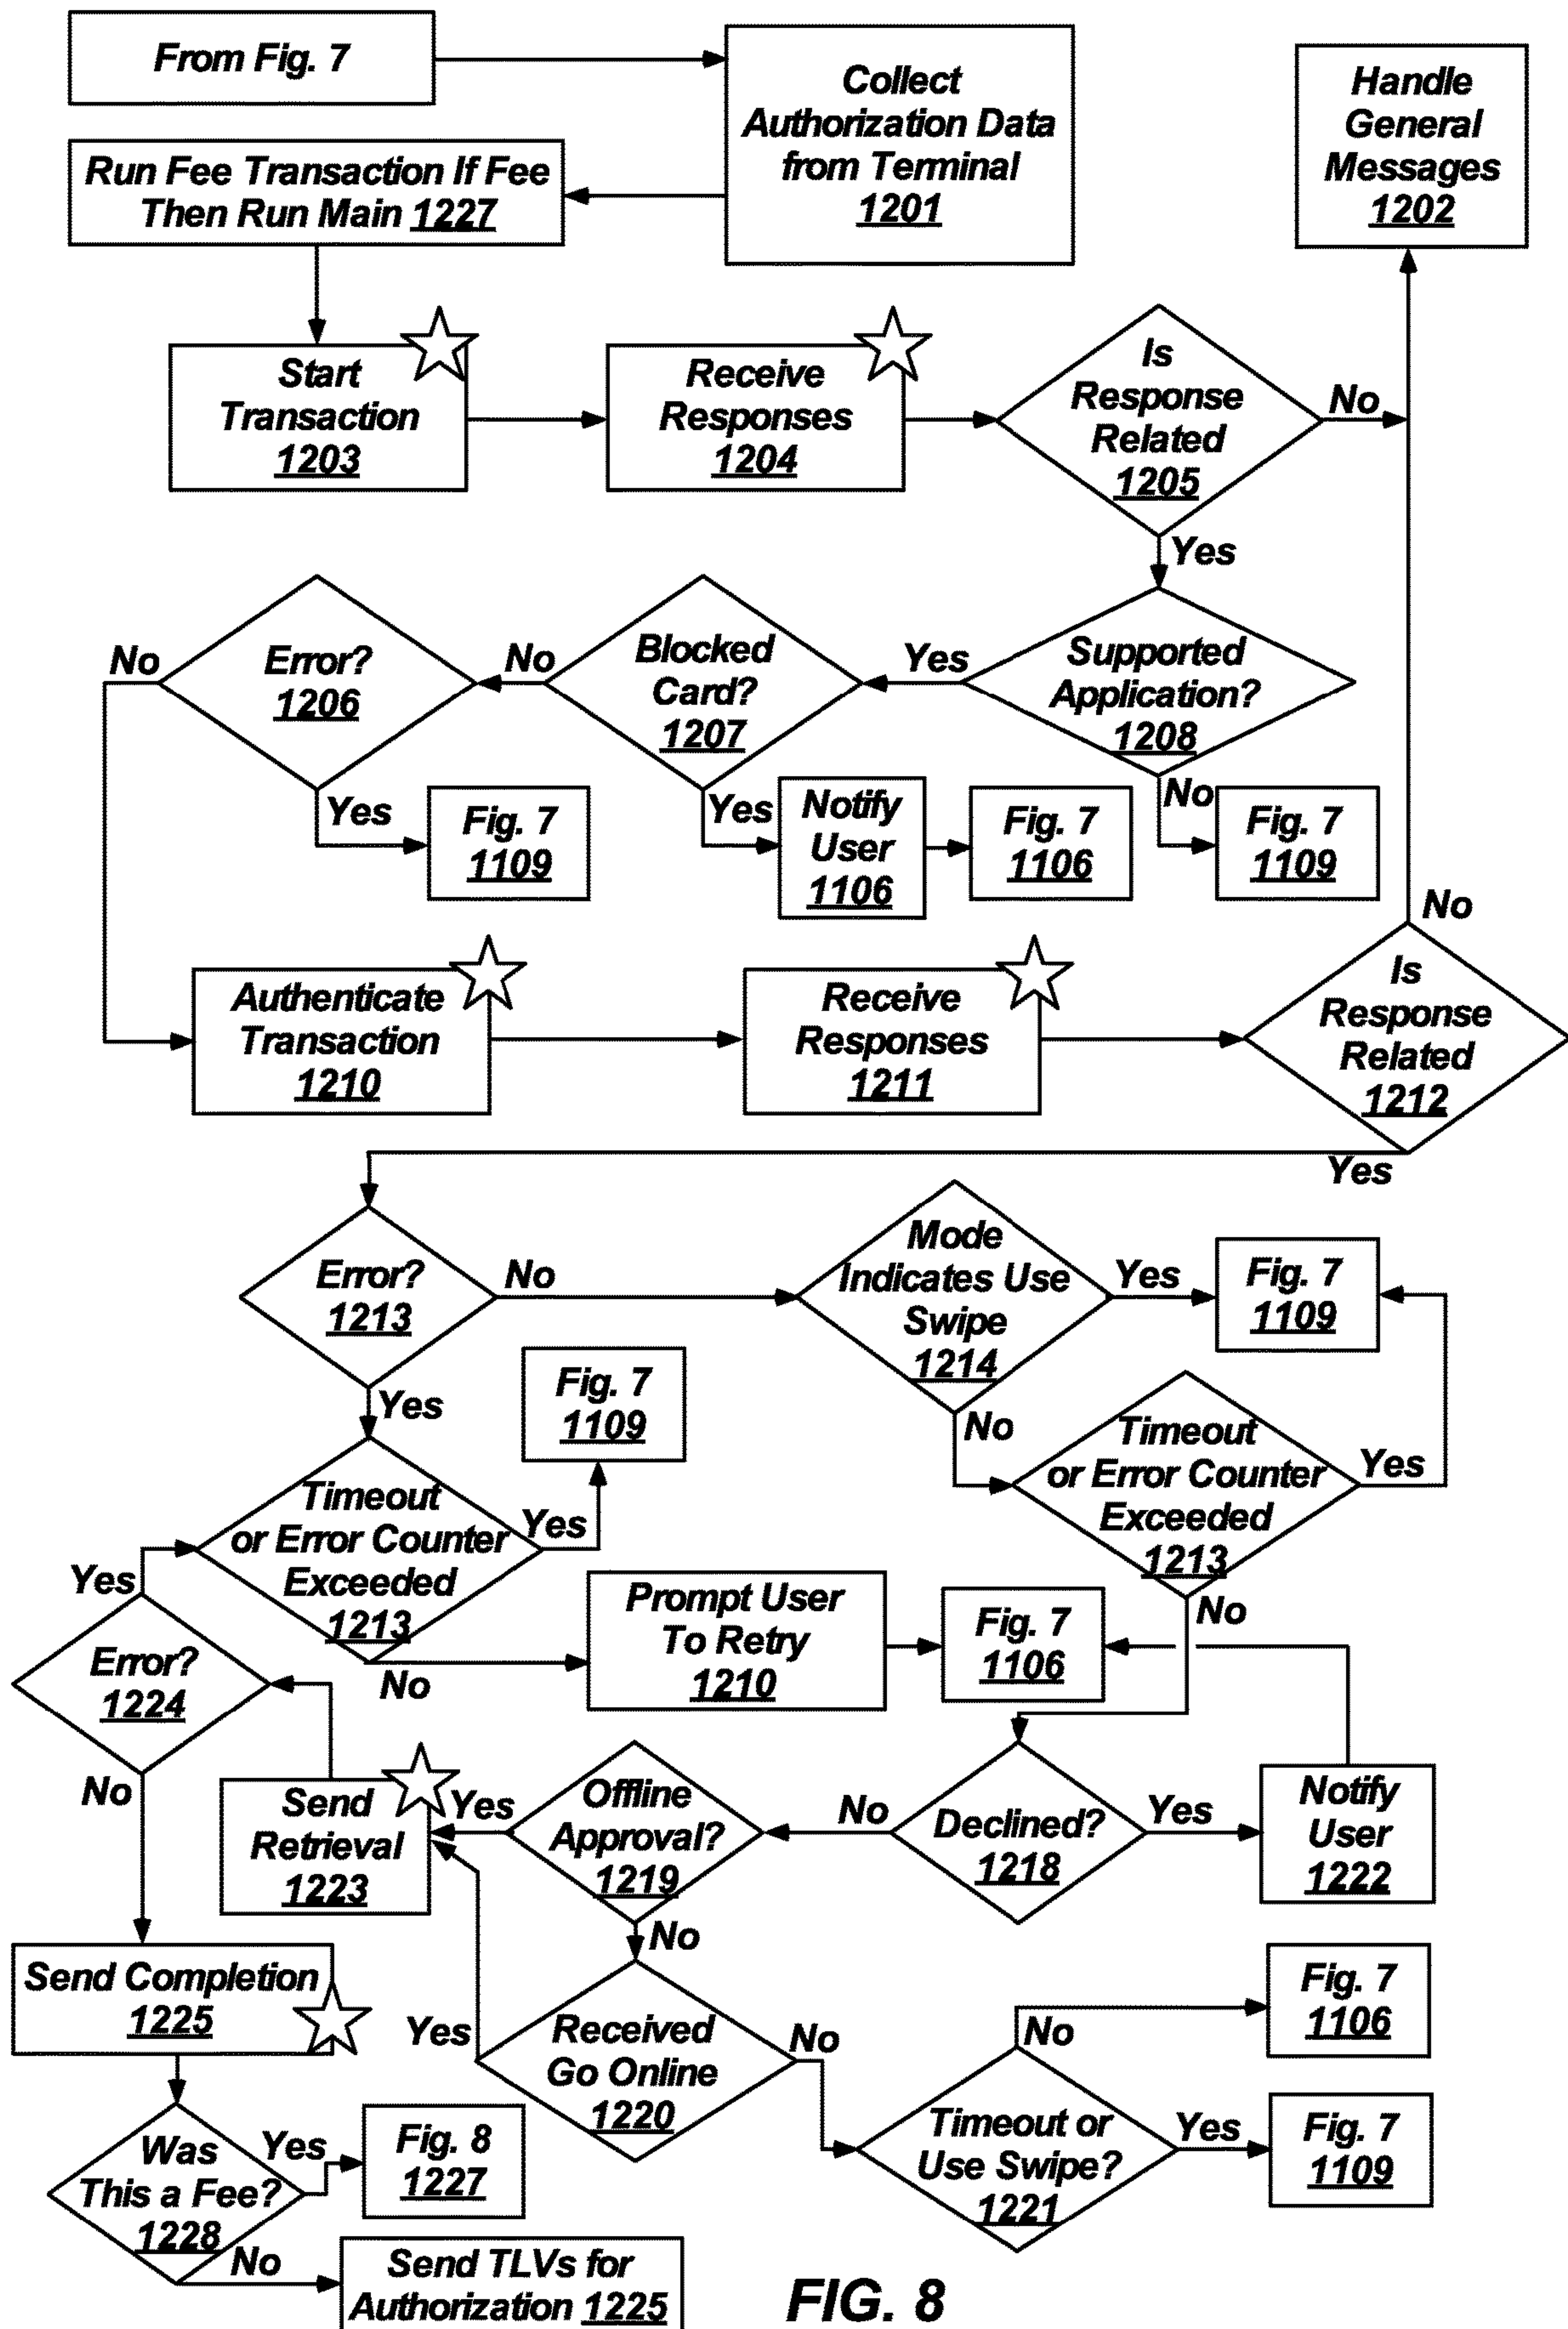 From Fig. 7
Collect
Authorization Data
from Terminal
1201
Handle
General
Messages
1202
Run Fee Transaction If Fee
Then Run Main 1227
Start
Transaction
1203
Receive
Responses
1204
Is
Response
Related
1205
No
Yes
No
Error?
1206
No
Blocked
Card?
1207
Yes
Supported
Application?
1208
Yes
Fig. 7
1109
Yes
Notify
User
1106
Fig. 7
1106
No
Fig. 7
1109
No
Authenticate
Transaction
1210
Receive
Responses
1211
Is
Response
Related
1212
Yes
Error?
1213
No
Mode
Indicates Use
Swipe
1214
Yes
Fig. 7
1109
Yes
Fig. 7
1109
No
Timeout
or Error Counter
Exceeded
1213
Yes
Timeout
or Error Counter
Exceeded
1213
Yes
No
Yes
Error?
1224
No
Prompt User
To Retry
1210
Fig. 7
1106
No
Send
Retrieval
1223
Yes
Offline
Approval?
1219
No
Declined?
1218
Yes
Notify
User
1222
No
Send Completion
1225
Yes
Received
Go Online
1220
No
No
Fig. 7
1106
Was
This a Fee?
1228
Yes
Fig. 8
1227
Timeout or
Use Swipe?
1221
Yes
Fig. 7
1109
No
Send TLVs for
Authorization 1225
FIG. 8